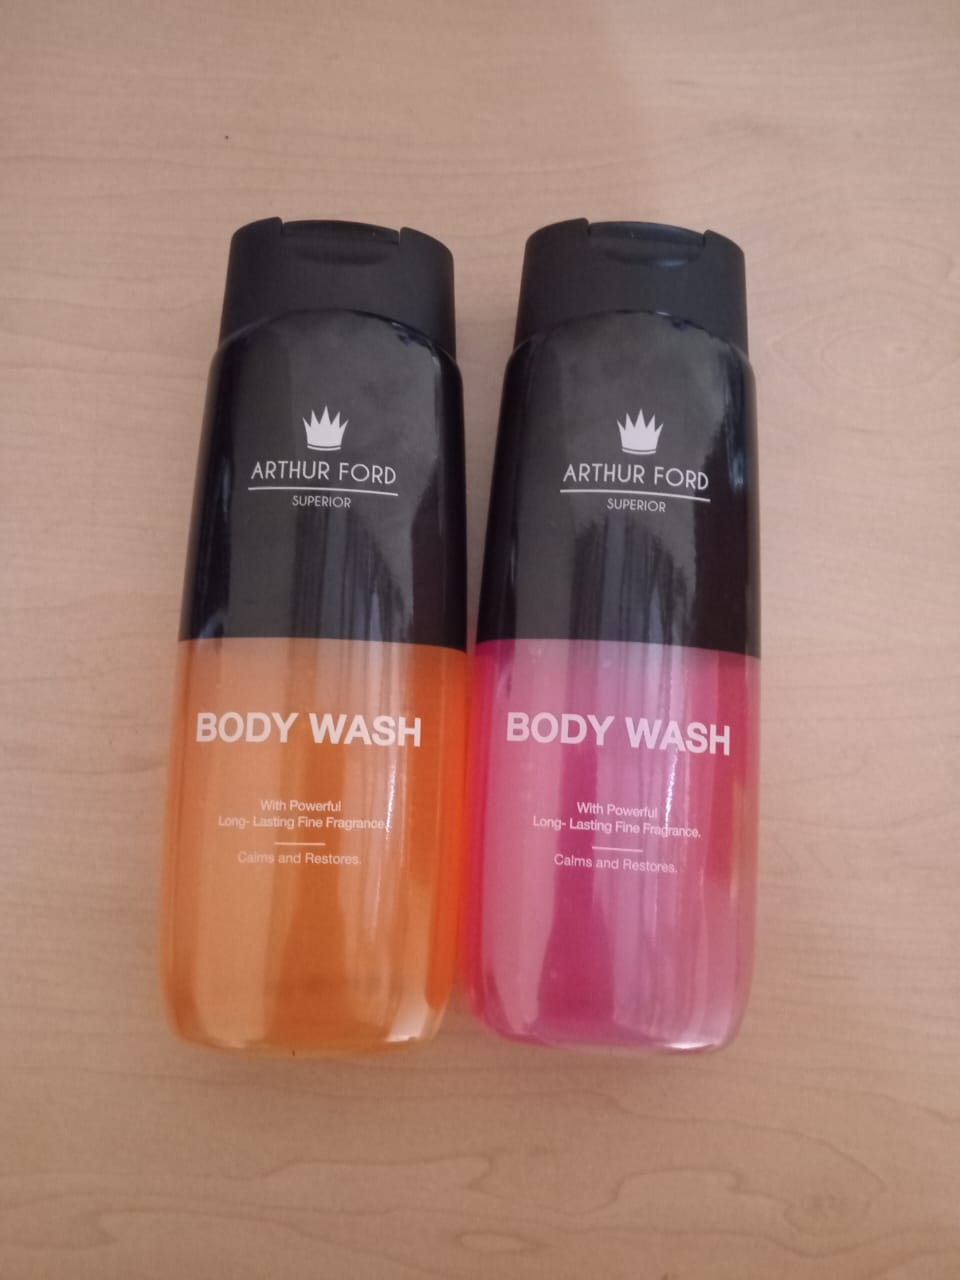 ARTHUR FORD
SUPERIOR
BODY WASH
With Powerful
Long- Lasting Fine Fragrance.
Calms and Restores.
ARTHUR FORD
SUPERIOR
BODY WASH
With Powerful
Long- Lasting Fine Fragrance.
Calms and Restores.